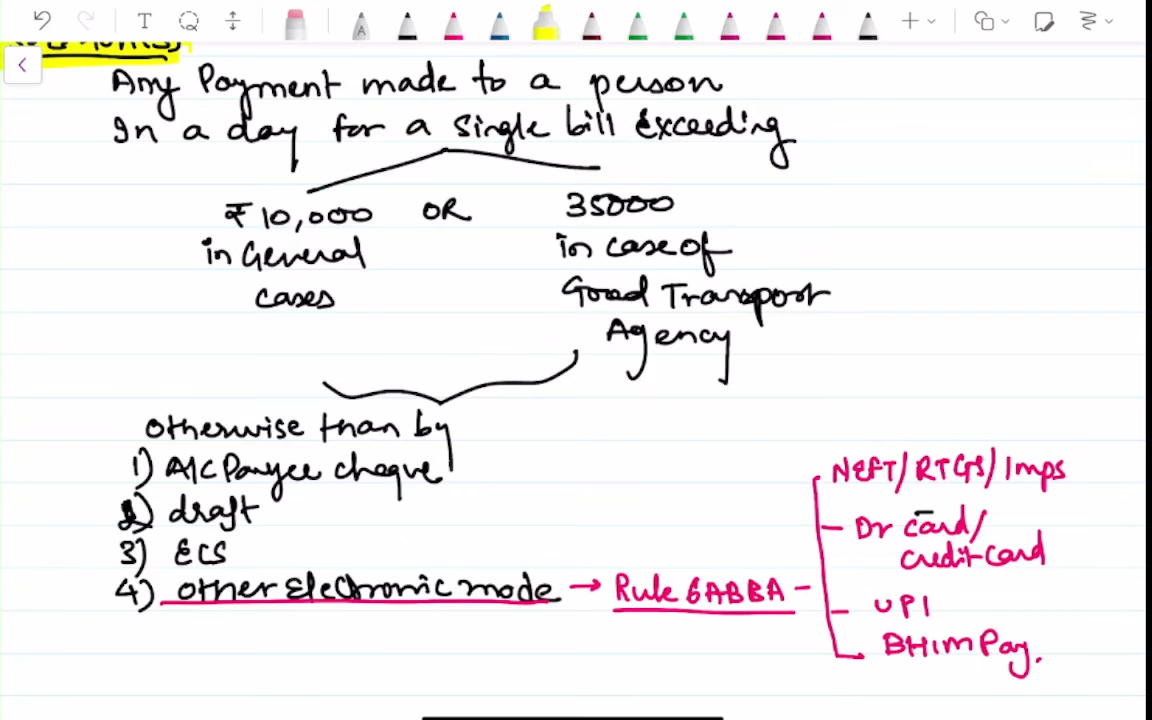 Any Payment made to a person
In a day for a single bill Exceeding
₹10,000 OR 35000
in General in case of
cases Good Transport
Agency
otherwise than by
1) A/C Payee cheque
2) draft
3) ECS
4) other Electronic mode → Rule 6ABBA
NEFT/RTGS/Imps
Dr Card/
credit card
UPI
BHIM Pay.